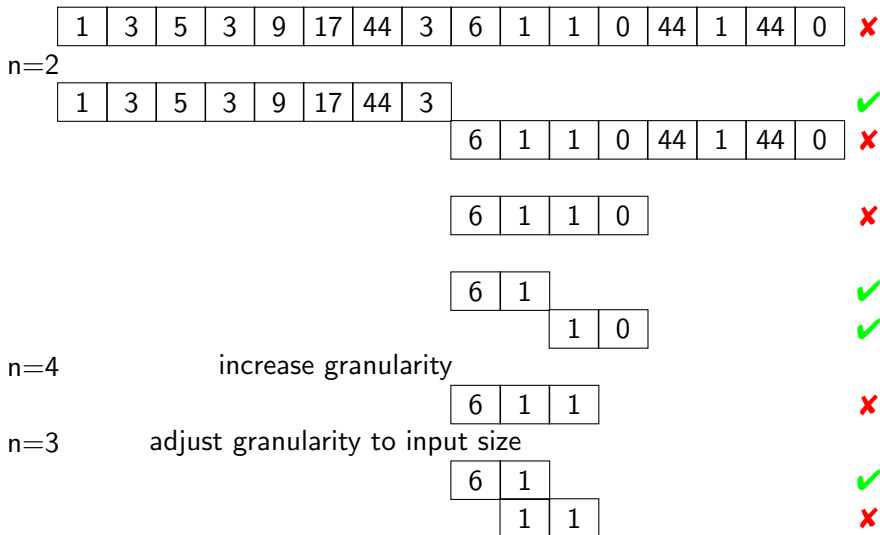 1 3 5 3 9 17 44 3 6 1 1 0 44 1 44 0 ✘
n=2
1 3 5 3 9 17 44 3 ✔
6 1 1 0 44 1 44 0 ✘
6 1 1 0 ✘
6 1 ✔
1 0 ✔
n=4 increase granularity
6 1 1 ✘
n=3 adjust granularity to input size
6 1 ✔
1 1 ✘